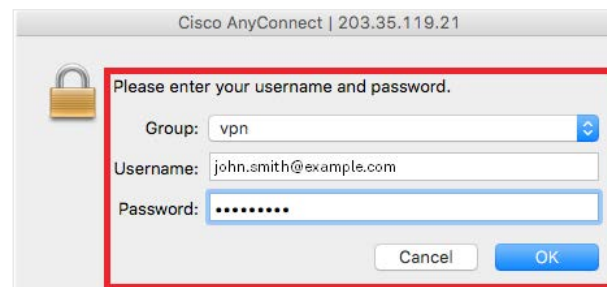 Cisco AnyConnect | 203.35.119.21
Please enter your username and password.
Group: vpn
Username: john.smith@example.com
Password: •••••••••
Cancel OK